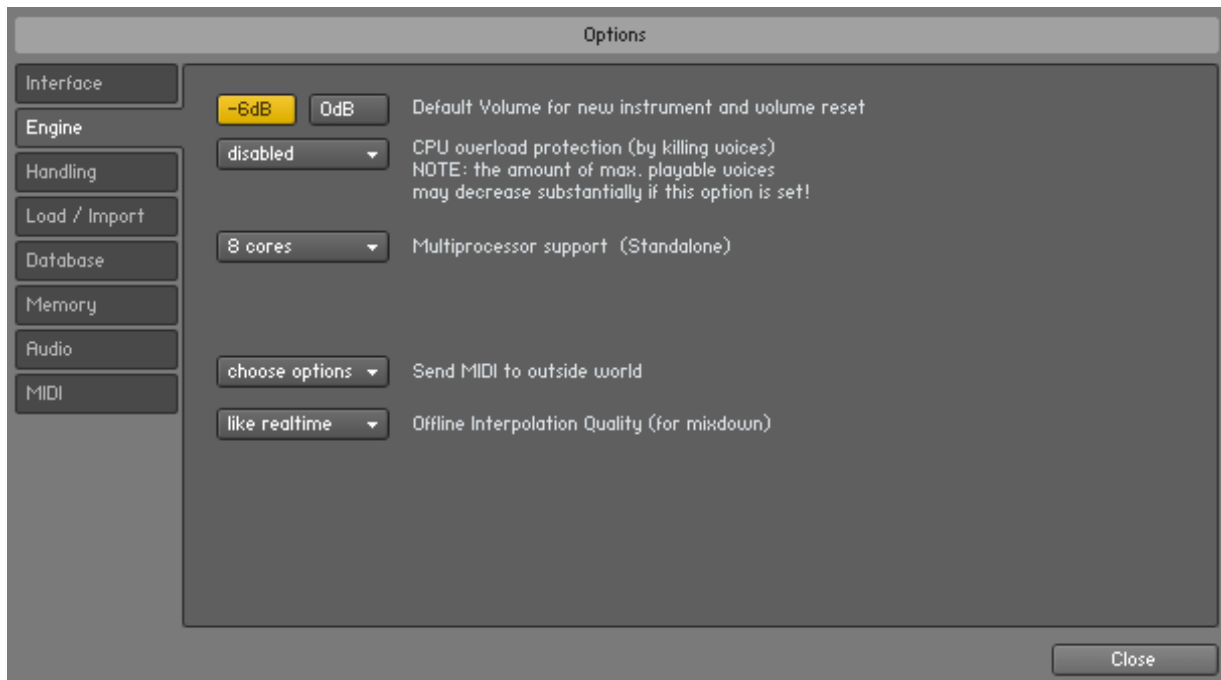 Options
Interface
Engine
Handling
Load / Import
Database
Memory
Audio
MIDI
-6dB 0dB Default Volume for new instrument and volume reset
disabled CPU overload protection (by killing voices)
NOTE: the amount of max. playable voices
may decrease substantially if this option is set!
8 cores Multiprocessor support (Standalone)
choose options Send MIDI to outside world
like realtime Offline Interpolation Quality (for mixdown)
Close